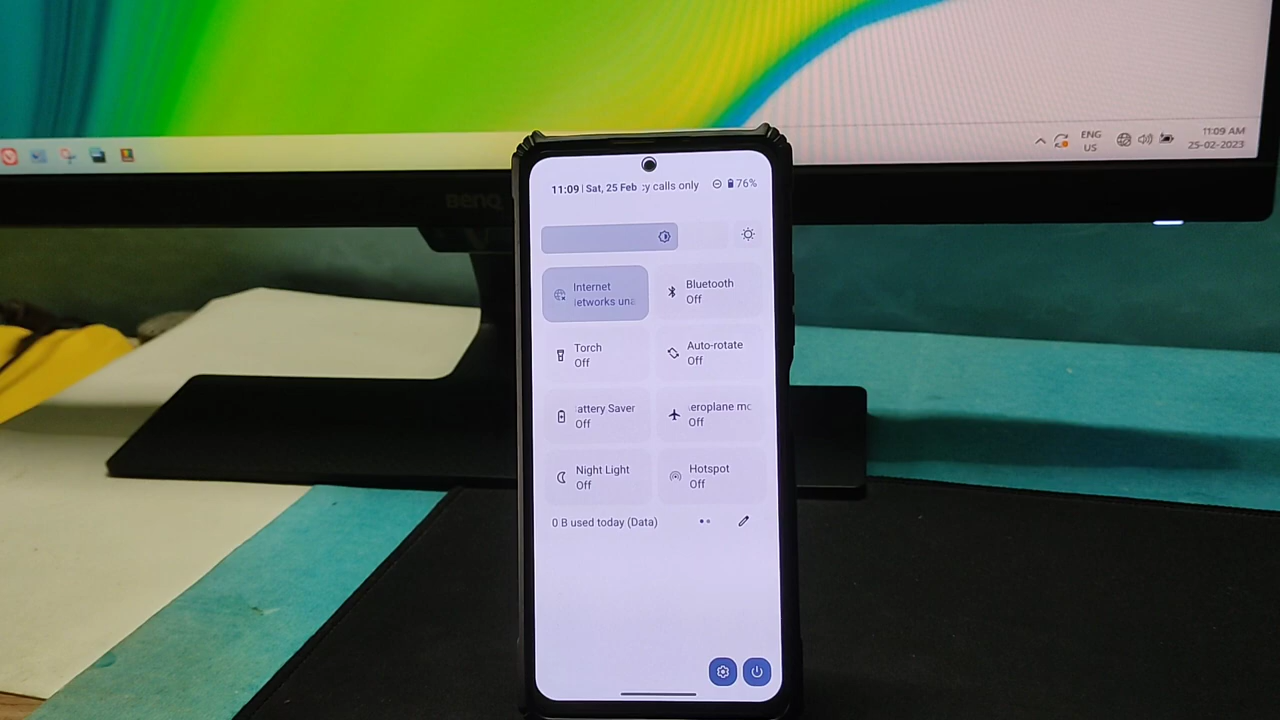 ENG
US
11:09 AM
25-02-2023
BenQ
11:09 Sat, 25 Feb :y calls only 76%
Internet
letworks una
Bluetooth
Off
Torch
Off
Auto-rotate
Off
attery Saver
Off
eroplane mc
Off
Night Light
Off
Hotspot
Off
0 B used today (Data)